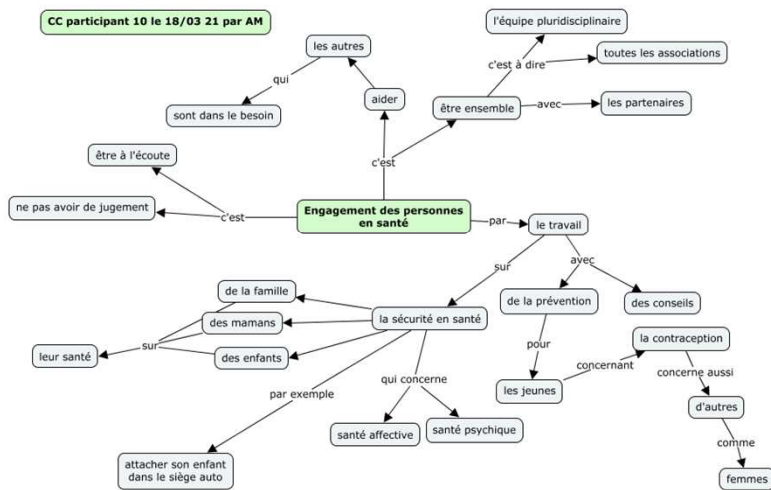 CC participant 10 le 18/03 21 par AM
l'équipe pluridisciplinaire
les autres
c'est à dire
toutes les associations
qui
aider
sont dans le besoin
être ensemble
avec
les partenaires
être à l'écoute
c'est
ne pas avoir de jugement
c'est
Engagement des personnes
en santé
par
le travail
sur
avec
de la famille
de la prévention
des conseils
des mamans
la sécurité en santé
leur santé
sur
des enfants
pour
la contraception
qui concerne
concernant
concerne aussi
par exemple
les jeunes
d'autres
santé affective
santé psychique
comme
attacher son enfant
dans le siège auto
femmes